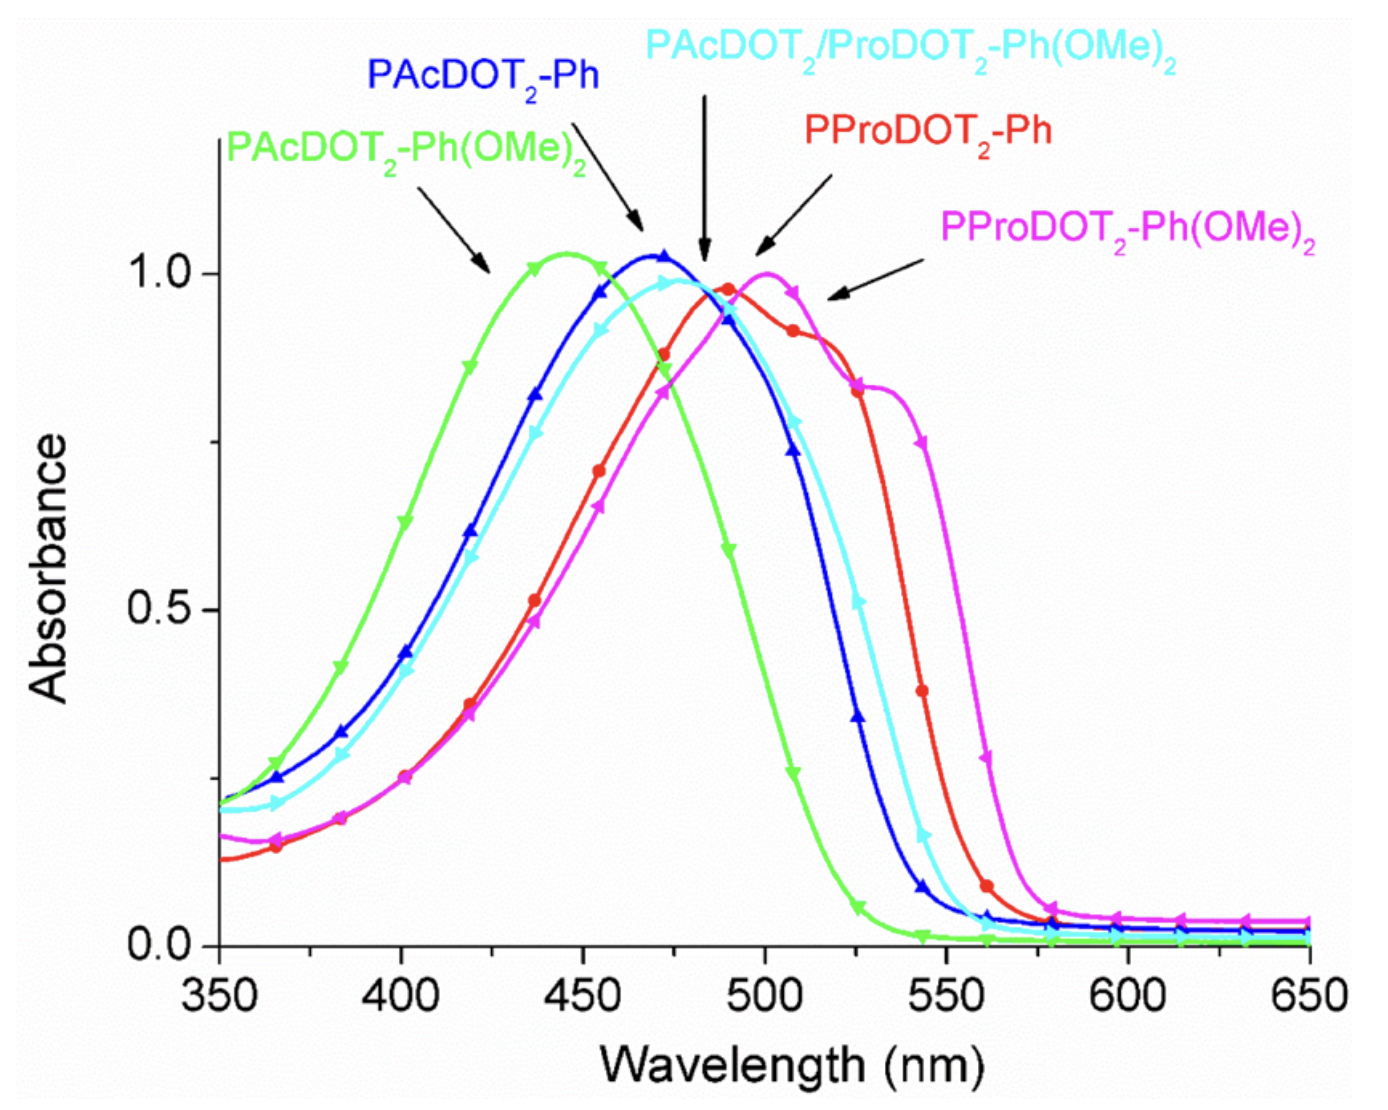 PAcDOT₂/ProDOT₂-Ph(OMe)₂
PAcDOT₂-Ph
PProDOT₂-Ph
PAcDOT₂-Ph(OMe)₂
PProDOT₂-Ph(OMe)₂
1.0
0.5
0.0
Absorbance
350 400 450 500 550 600 650
Wavelength (nm)